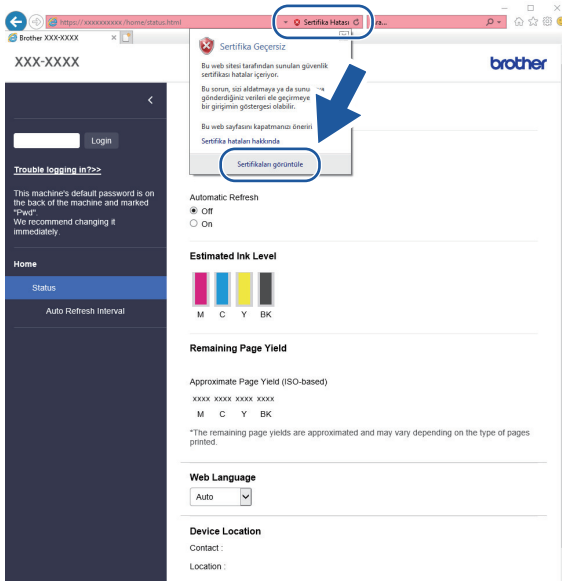 https://xxxxxxxxxx/home/status.html
Sertifika Hatası
Brother XXX-XXXX
XXX-XXXX
brother
Sertifika Geçersiz
Bu web sitesi tarafından sunulan güvenlik
sertifikası hatalar içeriyor.
Bu sorun, sizi aldatmaya ya da
gönderdiğiniz verileri ele geçirmeye
bir girişimin göstergesi olabilir.
Bu web sayfasını kapatmanızı
Sertifika hataları hakkında
Sertifikaları görüntüle
Login
Trouble logging in?>>
This machine's default password is on
the back of the machine and marked
"Pwd".
We recommend changing it
immediately.
Home
Status
Auto Refresh Interval
Automatic Refresh
Off
On
Estimated Ink Level
M C Y BK
Remaining Page Yield
Approximate Page Yield (ISO-based)
xxxx xxxx xxxx xxxx
M C Y BK
*The remaining page yields are approximated and may vary depending on the type of pages
printed.
Web Language
Auto
Device Location
Contact :
Location :